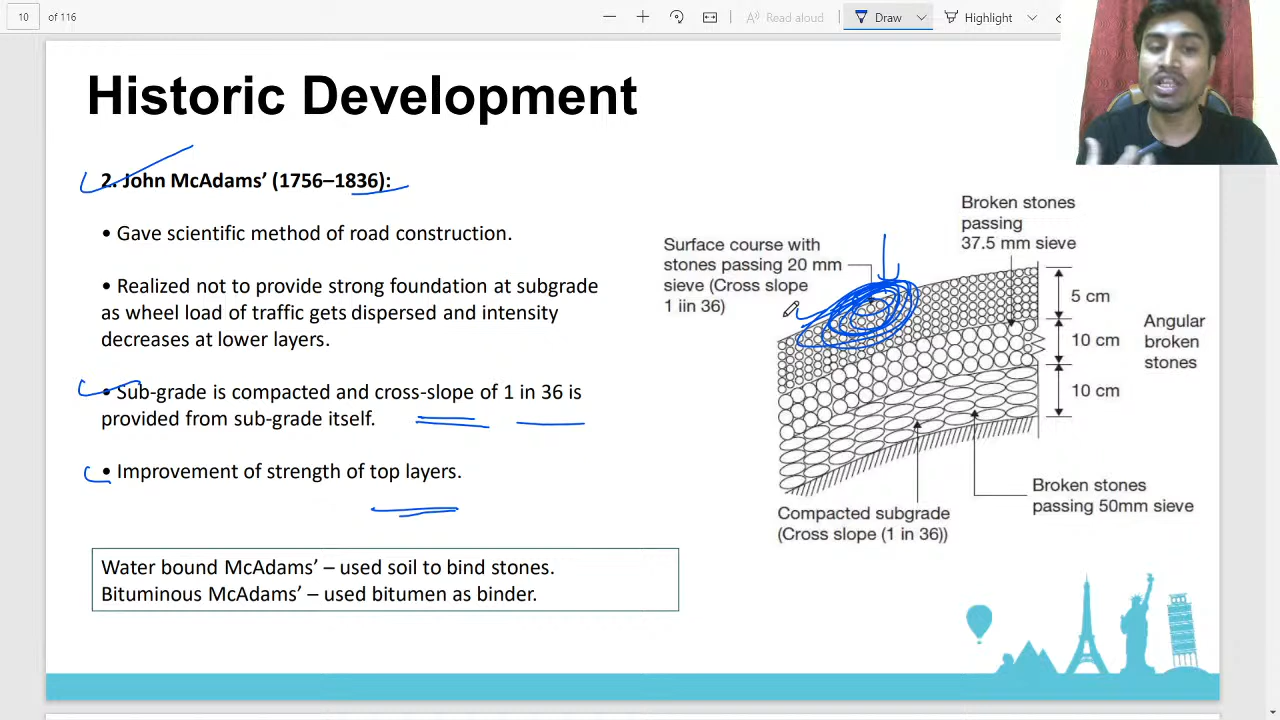 10 of 116
Read aloud
Draw
Highlight
Historic Development
2. John McAdams’ (1756–1836):
• Gave scientific method of road construction.
• Realized not to provide strong foundation at subgrade
as wheel load of traffic gets dispersed and intensity
decreases at lower layers.
• Sub-grade is compacted and cross-slope of 1 in 36 is
provided from sub-grade itself.
• Improvement of strength of top layers.
Water bound McAdams’ – used soil to bind stones.
Bituminous McAdams’ – used bitumen as binder.
Surface course with
stones passing 20 mm
sieve (Cross slope
1 iin 36)
Broken stones
passing
37.5 mm sieve
5 cm
10 cm
10 cm
Angular
broken
stones
Compacted subgrade
(Cross slope (1 in 36))
Broken stones
passing 50mm sieve